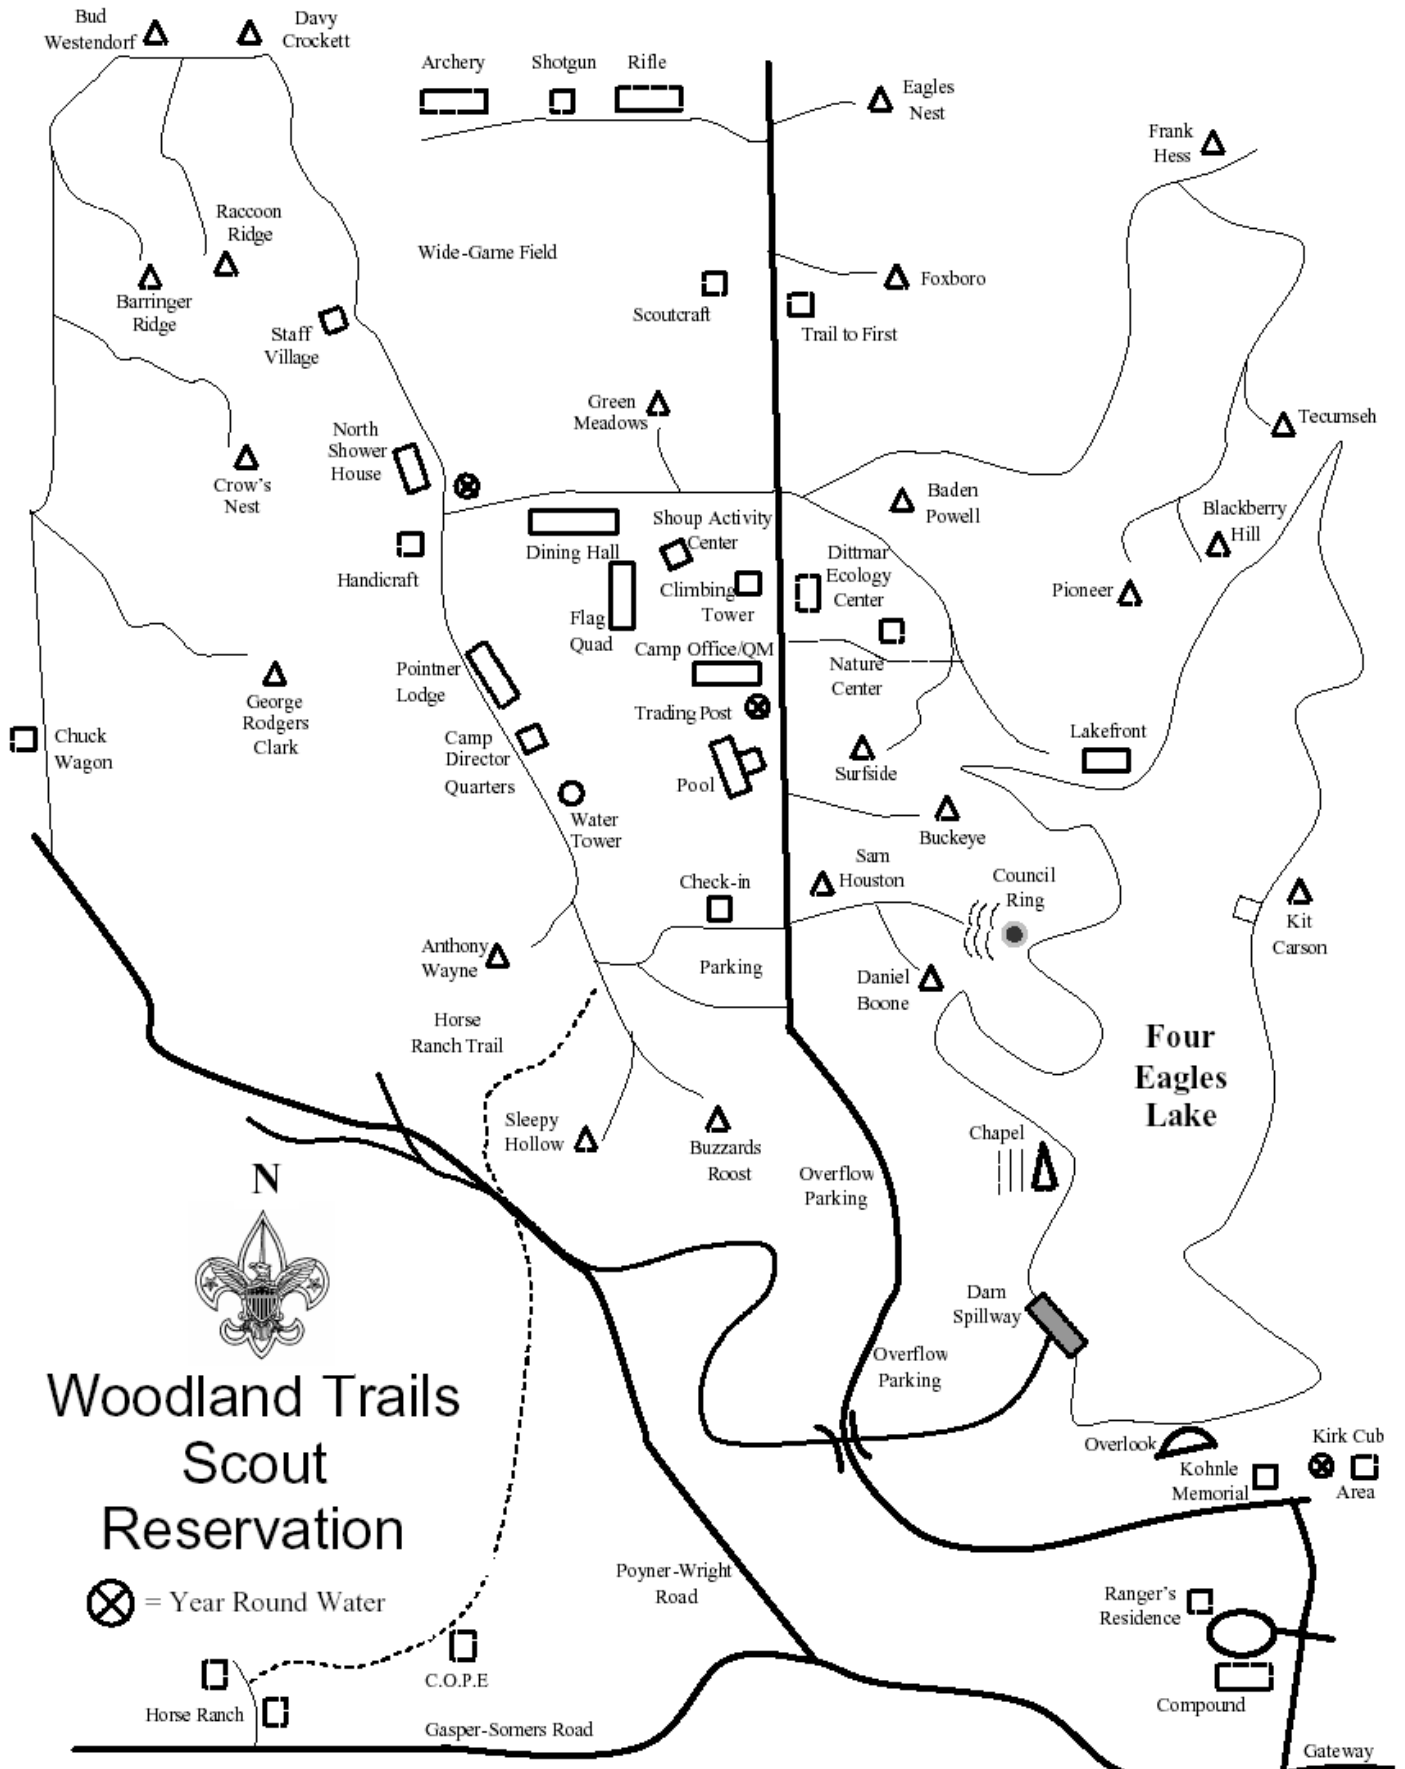 Bud
Westendorf
Davy
Crockett
Archery
Shotgun
Rifle
Eagles
Nest
Frank
Hess
Raccoon
Ridge
Wide-Game Field
Barringer
Ridge
Staff
Village
Scoutcraft
Foxboro
Trail to First
Green
Meadows
Tecumseh
North
Shower
House
Crow's
Nest
Baden
Powell
Blackberry
Hill
Dining Hall
Shoup Activity
Center
Handicraft
Climbing
Tower
Dittmar
Ecology
Center
Pioneer
Flag
Quad
Camp Office/QM
Pointner
Lodge
Nature
Center
George
Rodgers
Clark
Trading Post
Chuck
Wagon
Camp
Director
Quarters
Lakefront
Surfside
Pool
Water
Tower
Buckeye
Check-in
Sam
Houston
Council
Ring
Kit
Carson
Anthony
Wayne
Parking
Daniel
Boone
Horse
Ranch Trail
Four
Eagles
Lake
Sleepy
Hollow
Buzzards
Roost
Chapel
Overflow
Parking
N
Dam
Spillway
Overflow
Parking
Woodland Trails
Scout
Reservation
Overlook
Kirk Cub
Area
Kohnle
Memorial
= Year Round Water
Poyner-Wright
Road
Ranger's
Residence
C.O.P.E
Horse Ranch
Compound
Gasper-Somers Road
Gateway